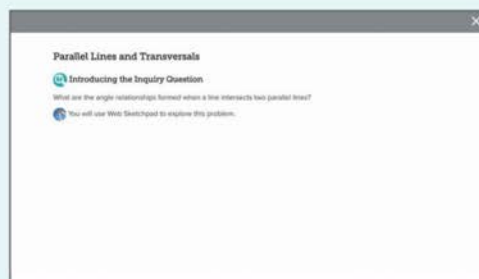 Parallel Lines and Transversals
Introducing the Inquiry Question
What are the angle relationships formed when a line intersects two parallel lines?
You will use Web Sketchpad to explore this problem.